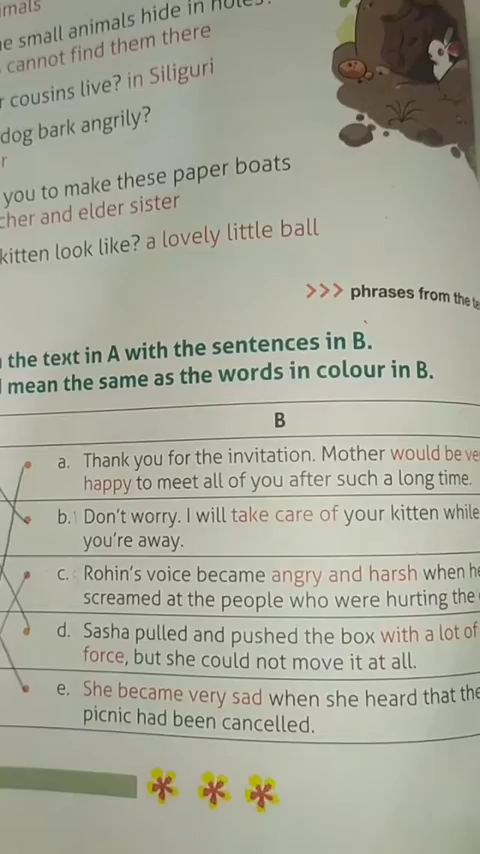 imals
e small animals hide in holes?
cannot find them there
r cousins live? in Siliguri
dog bark angrily?
r
you to make these paper boats
cher and elder sister
kitten look like? a lovely little ball
>>> phrases from the te
the text in A with the sentences in B.
mean the same as the words in colour in B.
B
a. Thank you for the invitation. Mother would be ve
happy to meet all of you after such a long time.
b. Don't worry. I will take care of your kitten while
you're away.
c. Rohin's voice became angry and harsh when he
screamed at the people who were hurting the
d. Sasha pulled and pushed the box with a lot of
force, but she could not move it at all.
e. She became very sad when she heard that the
picnic had been cancelled.